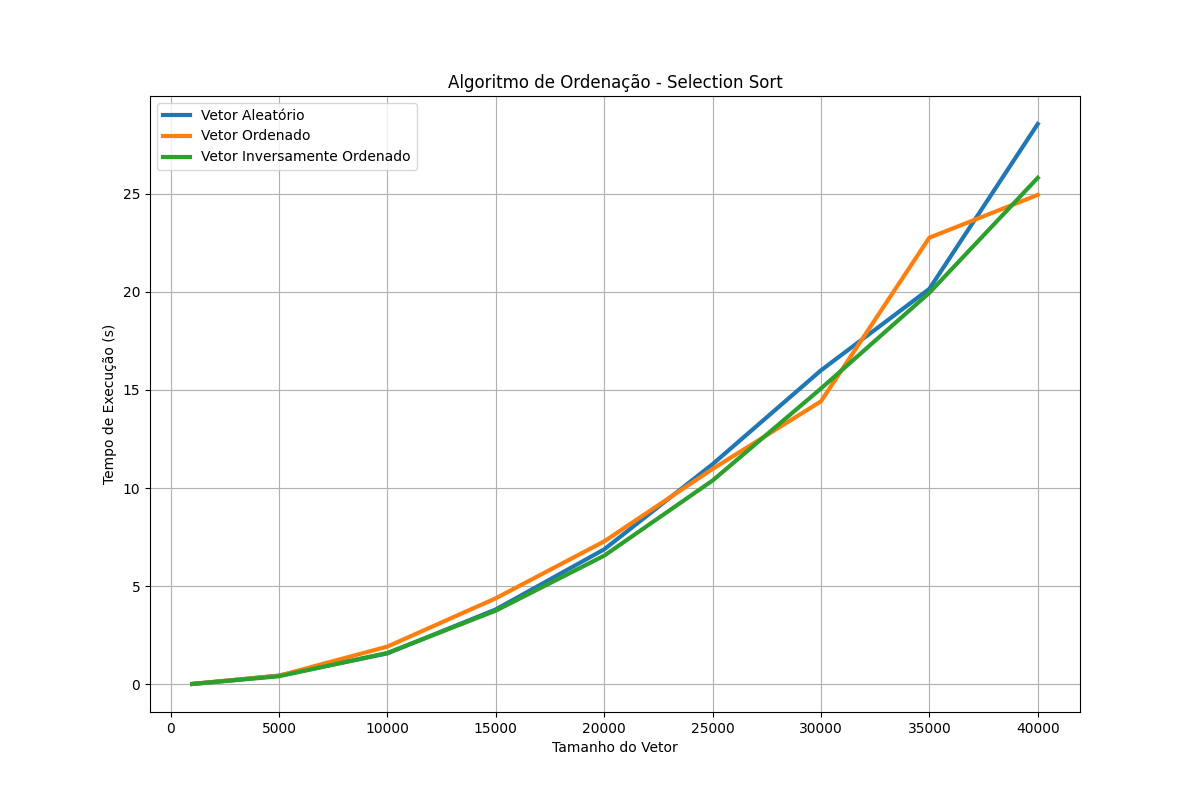 Algoritmo de Ordenação - Selection Sort
Vetor Aleatório
Vetor Ordenado
Vetor Inversamente Ordenado
25
20
15
10
5
0
Tempo de Execução (s)
0 5000 10000 15000 20000 25000 30000 35000 40000
Tamanho do Vetor